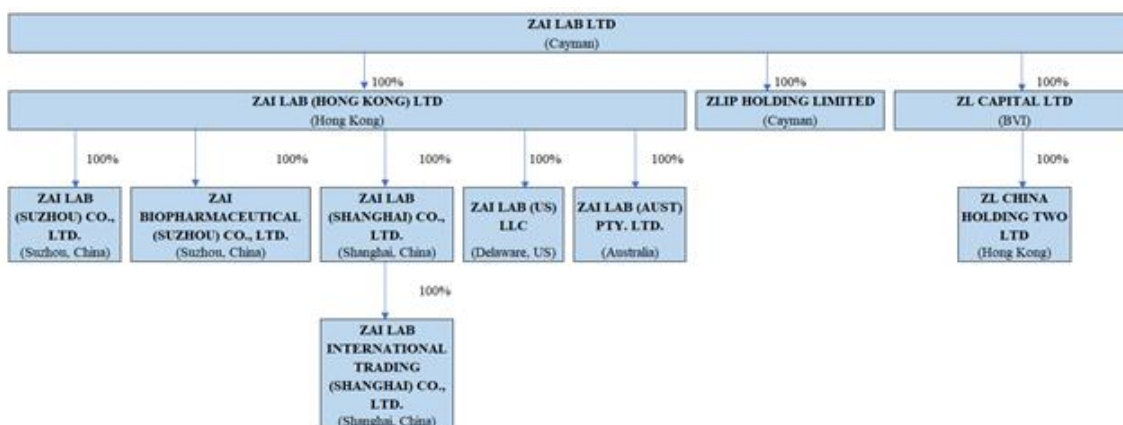 ZAI LAB LTD
(Cayman)
100%
100%
100%
ZAI LAB (HONG KONG) LTD
(Hong Kong)
ZLIP HOLDING LIMITED
(Cayman)
ZL CAPITAL LTD
(BVI)
100%
100%
100%
100%
100%
100%
ZAI LAB
(SUZHOU) CO.,
LTD.
(Suzhou, China)
ZAI
BIOPHARMACEUTICAL
(SUZHOU) CO., LTD.
(Suzhou, China)
ZAI LAB
(SHANGHAI) CO.,
LTD.
(Shanghai, China)
ZAI LAB (US)
LLC
(Delaware, US)
ZAI LAB (AUST)
PTY. LTD.
(Australia)
ZL CHINA
HOLDING TWO
LTD
(Hong Kong)
100%
ZAI LAB
INTERNATIONAL
TRADING
(SHANGHAI) CO.,
LTD.
(Shanghai, China)